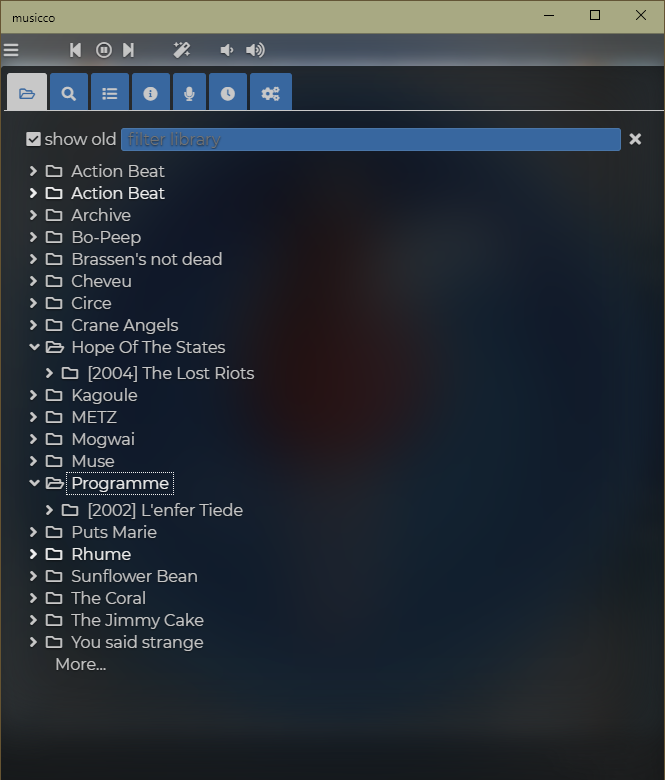 musicco
show old filter library
Action Beat
Action Beat
Archive
Bo-Peep
Brassen's not dead
Cheveu
Circe
Crane Angels
Hope Of The States
[2004] The Lost Riots
Kagoule
METZ
Mogwai
Muse
Programme
[2002] L'enfer Tiede
Puts Marie
Rhume
Sunflower Bean
The Coral
The Jimmy Cake
You said strange
More...